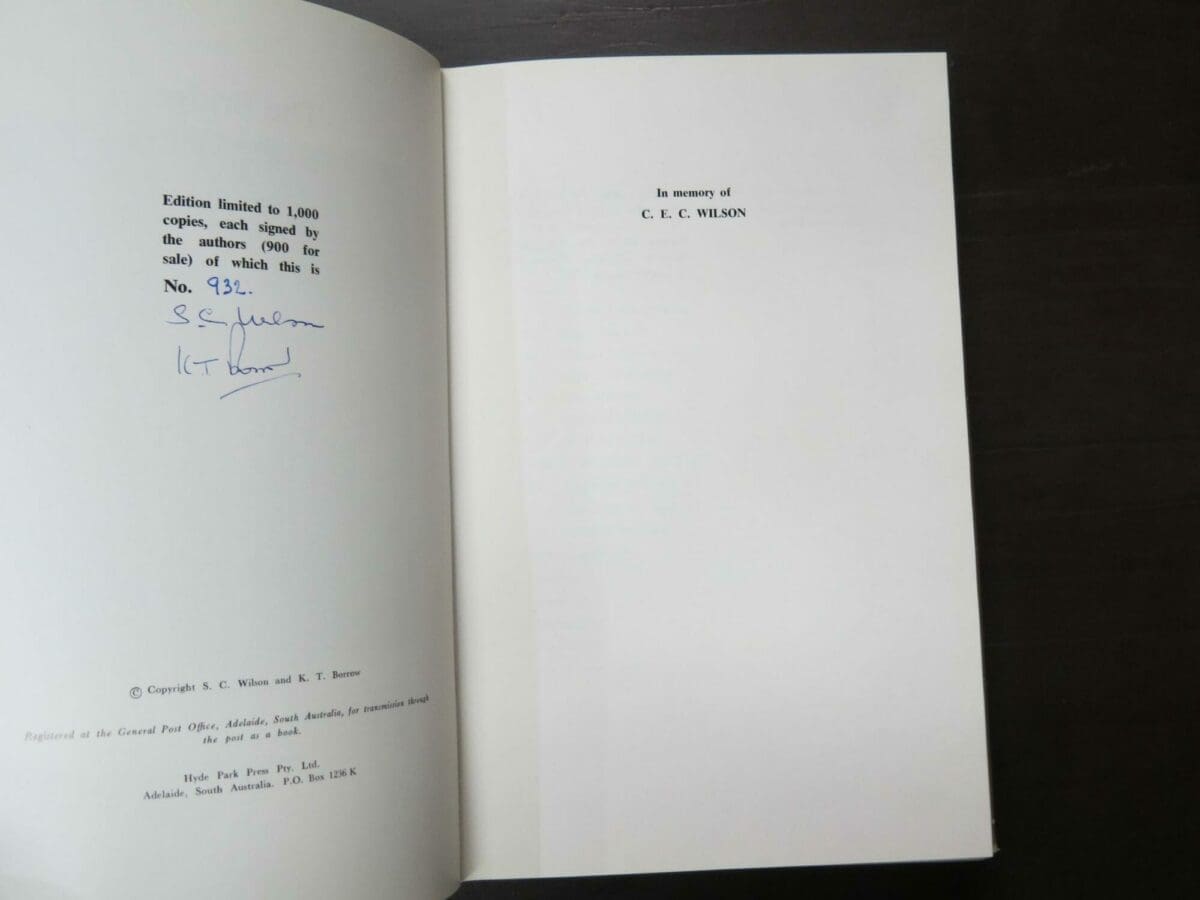 Edition limited to 1,000
copies, each signed by
the authors (900 for
sale) of which this is
No. 932.
S.C. Wilson
K T Borrow
© Copyright S. C. Wilson and K. T. Borrow
Registered at the General Post Office, Adelaide, South Australia, for transmission through
the post as a book.
Hyde Park Press Pty. Ltd.
Adelaide, South Australia. P.O. Box 1236 K
In memory of
C. E. C. WILSON